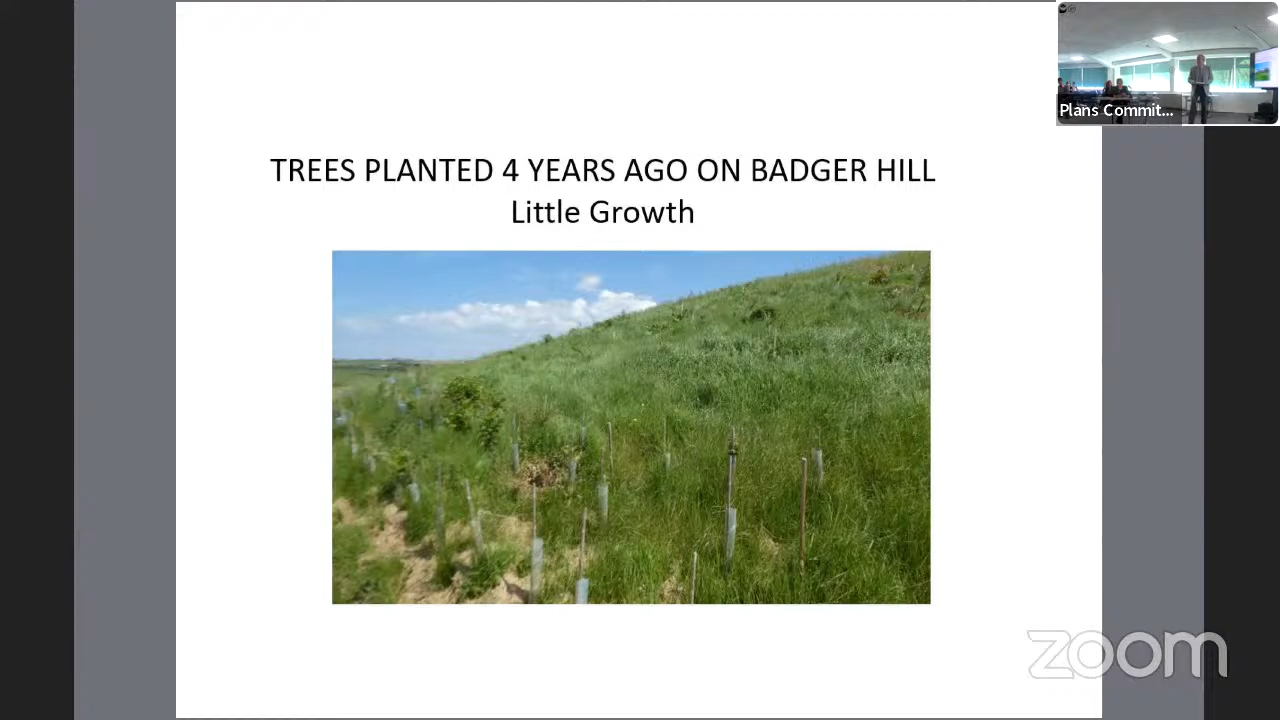 Plans Commit...
TREES PLANTED 4 YEARS AGO ON BADGER HILL
Little Growth
zoom